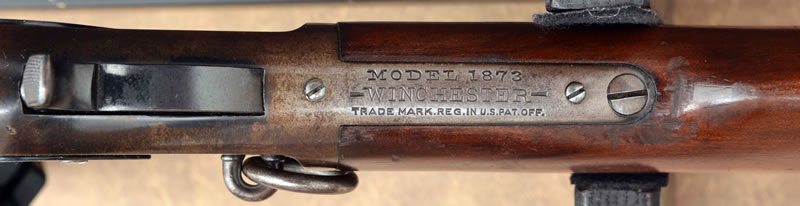 MODEL 1873
-WINCHESTER-
TRADE MARK.REG.IN U.S.PAT.OFF.